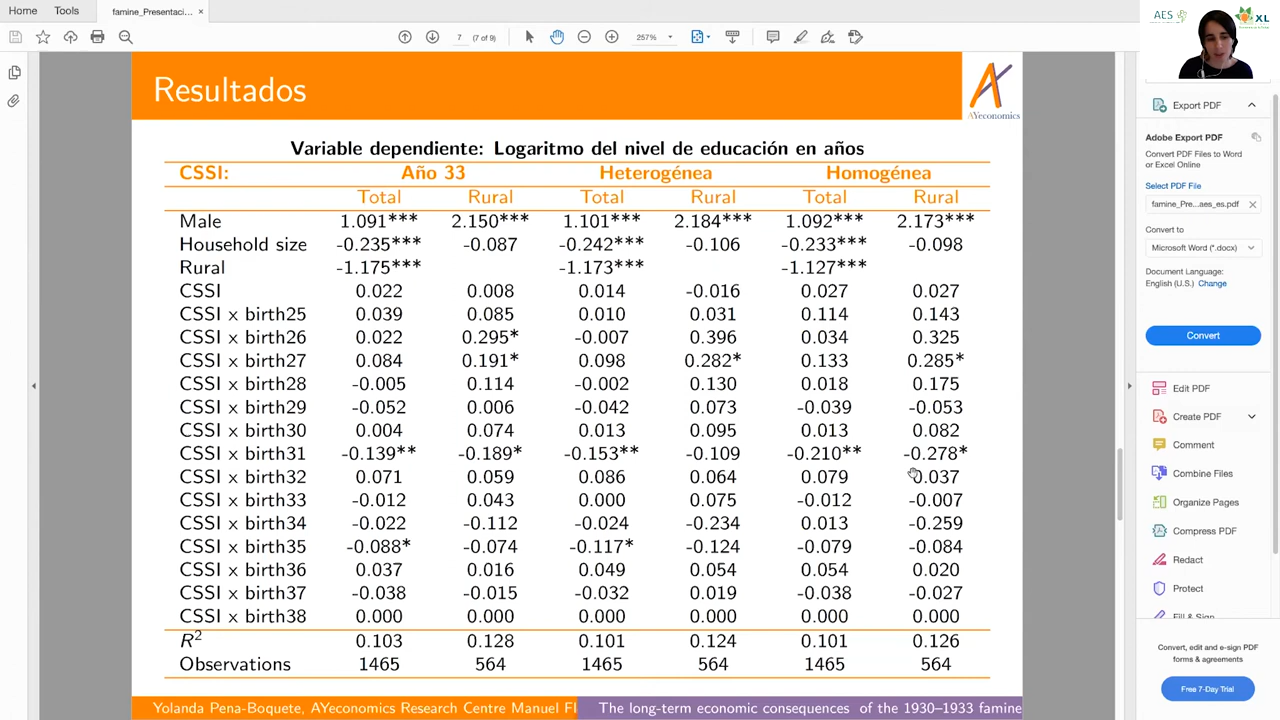 Home Tools famine_Presentaci... ×
7 (7 of 9) 257%
AES XL
Resultados
AYeconomics
Variable dependiente: Logaritmo del nivel de educación en años
CSSI: Año 33 Heterogénea Homogénea
Total Rural Total Rural Total Rural
Male 1.091*** 2.150*** 1.101*** 2.184*** 1.092*** 2.173***
Household size -0.235*** -0.087 -0.242*** -0.106 -0.233*** -0.098
Rural -1.175*** -1.173*** -1.127***
CSSI 0.022 0.008 0.014 -0.016 0.027 0.027
CSSI x birth25 0.039 0.085 0.010 0.031 0.114 0.143
CSSI x birth26 0.022 0.295* -0.007 0.396 0.034 0.325
CSSI x birth27 0.084 0.191* 0.098 0.282* 0.133 0.285*
CSSI x birth28 -0.005 0.114 -0.002 0.130 0.018 0.175
CSSI x birth29 -0.052 0.006 -0.042 0.073 -0.039 -0.053
CSSI x birth30 0.004 0.074 0.013 0.095 0.013 0.082
CSSI x birth31 -0.139** -0.189* -0.153** -0.109 -0.210** -0.278*
CSSI x birth32 0.071 0.059 0.086 0.064 0.079 0.037
CSSI x birth33 -0.012 0.043 0.000 0.075 -0.012 -0.007
CSSI x birth34 -0.022 -0.112 -0.024 -0.234 0.013 -0.259
CSSI x birth35 -0.088* -0.074 -0.117* -0.124 -0.079 -0.084
CSSI x birth36 0.037 0.016 0.049 0.054 0.054 0.020
CSSI x birth37 -0.038 -0.015 -0.032 0.019 -0.038 -0.027
CSSI x birth38 0.000 0.000 0.000 0.000 0.000 0.000
R² 0.103 0.128 0.101 0.124 0.101 0.126
Observations 1465 564 1465 564 1465 564
Yolanda Pena-Boquete, AYeconomics Research Centre Manuel Fl The long-term economic consequences of the 1930–1933 famine
Export PDF
Adobe Export PDF
Convert PDF Files to Word
or Excel Online
Select PDF File
famine_Pre...aes_es.pdf
Convert to
Microsoft Word (*.docx)
Document Language:
English (U.S.) Change
Convert
Edit PDF
Create PDF
Comment
Combine Files
Organize Pages
Compress PDF
Redact
Protect
Fill & Sign
Convert, edit and e-sign PDF
forms & agreements
Free 7-Day Trial